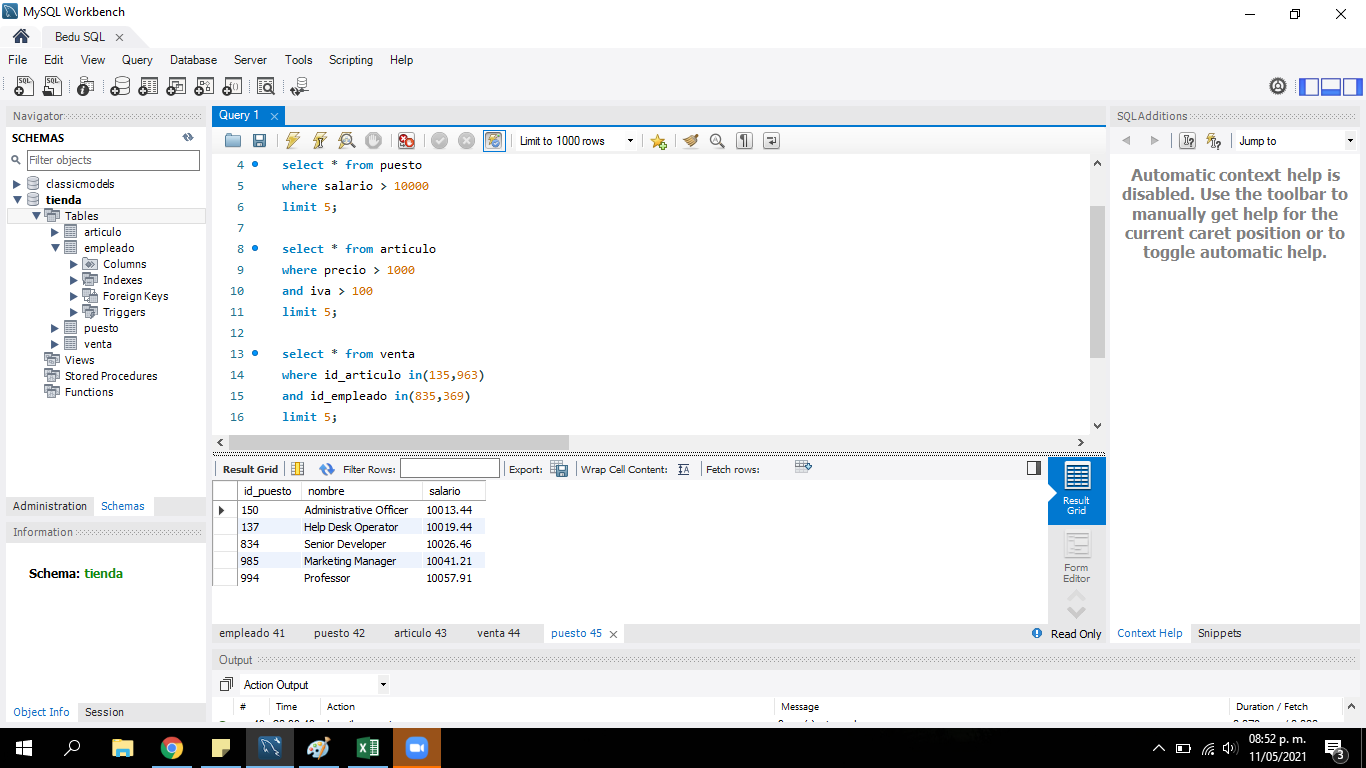 MySQL Workbench
Bedu SQL
File Edit View Query Database Server Tools Scripting Help
Navigator
SCHEMAS
Filter objects
classicmodels
tienda
Tables
articulo
empleado
Columns
Indexes
Foreign Keys
Triggers
puesto
venta
Views
Stored Procedures
Functions
Administration Schemas
Information
Schema: tienda
Object Info Session
Query 1
Limit to 1000 rows
4 select * from puesto
5 where salario > 10000
6 limit 5;
7
8 select * from articulo
9 where precio > 1000
10 and iva > 100
11 limit 5;
12
13 select * from venta
14 where id_articulo in(135,963)
15 and id_empleado in(835,369)
16 limit 5;
Result Grid Filter Rows: Export: Wrap Cell Content: Fetch rows:
id_puesto nombre salario
150 Administrative Officer 10013.44
137 Help Desk Operator 10019.44
834 Senior Developer 10026.46
985 Marketing Manager 10041.21
994 Professor 10057.91
Result
Grid
Form
Editor
empleado 41 puesto 42 articulo 43 venta 44 puesto 45 Read Only
Output
Action Output
# Time Action Message Duration / Fetch
SQLAdditions
Jump to
Automatic context help is
disabled. Use the toolbar to
manually get help for the
current caret position or to
toggle automatic help.
Context Help Snippets
08:52 p. m.
11/05/2021
3